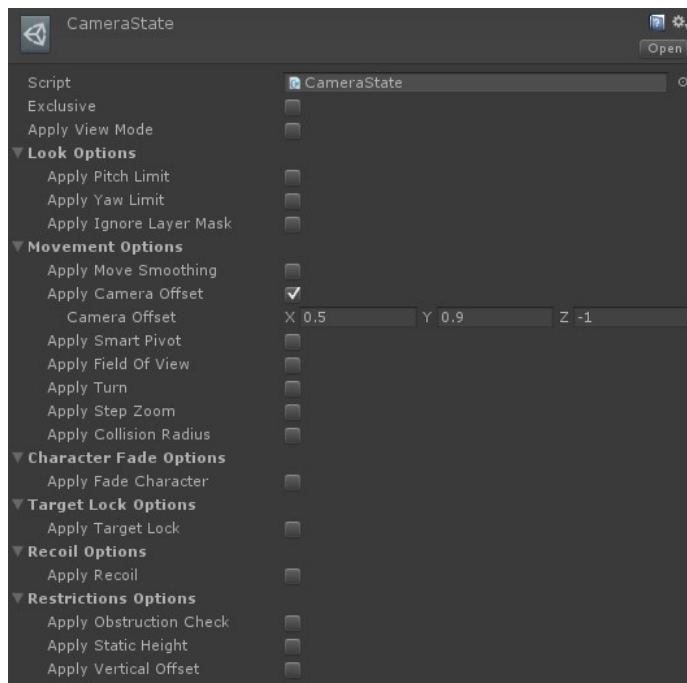 CameraState
Open
Script CameraState
Exclusive
Apply View Mode
Look Options
Apply Pitch Limit
Apply Yaw Limit
Apply Ignore Layer Mask
Movement Options
Apply Move Smoothing
Apply Camera Offset
Camera Offset X 0.5 Y 0.9 Z -1
Apply Smart Pivot
Apply Field Of View
Apply Turn
Apply Step Zoom
Apply Collision Radius
Character Fade Options
Apply Fade Character
Target Lock Options
Apply Target Lock
Recoil Options
Apply Recoil
Restrictions Options
Apply Obstruction Check
Apply Static Height
Apply Vertical Offset